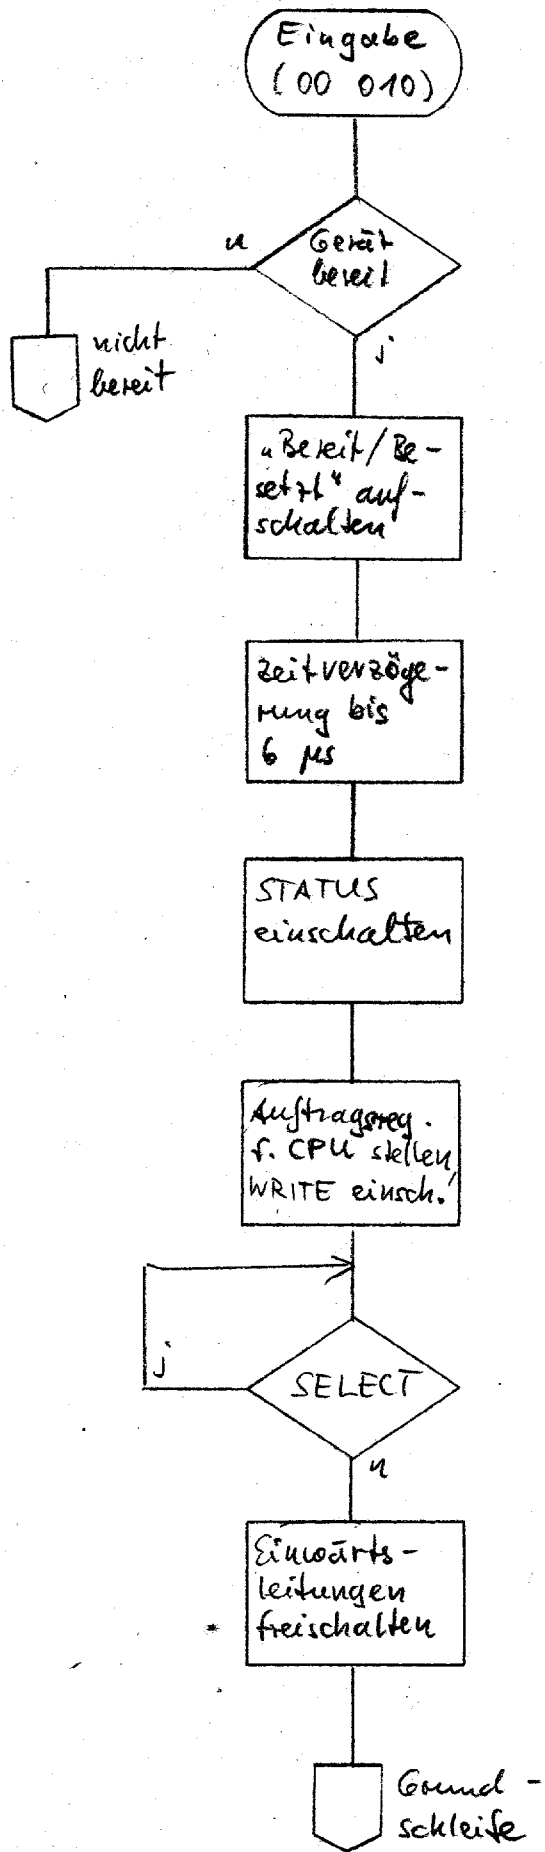 Eingabe
(00 010)
n
Gerät
bereit
nicht
bereit
j
„Bereit/Be-
setzt“ auf-
schalten
Zeitverzöge-
rung bis
6 µs
STATUS
einschalten
Auftragsreg.
f. CPU stellen,
WRITE einsch.
j
SELECT
n
Einwärts-
leitungen
freischalten
Grund-
schleife